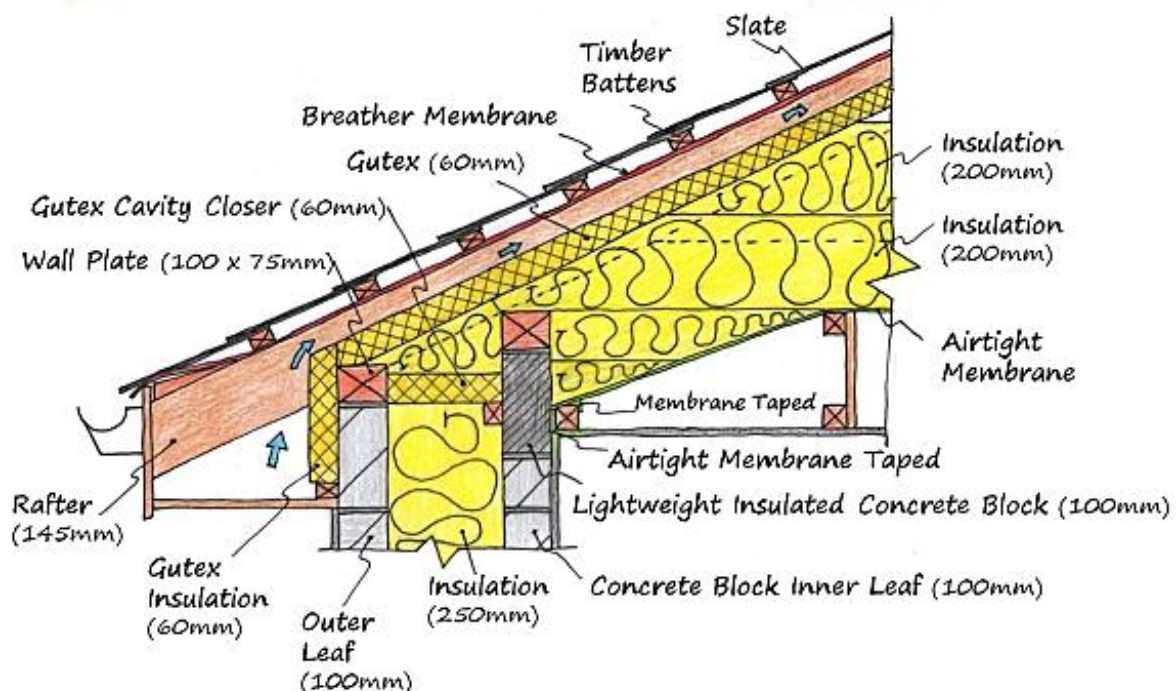 Slate
Timber
Battens
Breather Membrane
Gutex (60mm)
Gutex Cavity Closer (60mm)
Wall Plate (100 x 75mm)
Insulation
(200mm)
Insulation
(200mm)
Airtight
Membrane
Membrane Taped
Airtight Membrane Taped
Lightweight Insulated Concrete Block (100mm)
Concrete Block Inner Leaf (100mm)
Rafter
(145mm)
Gutex
Insulation
(60mm)
Outer
Leaf
(100mm)
Insulation
(250mm)